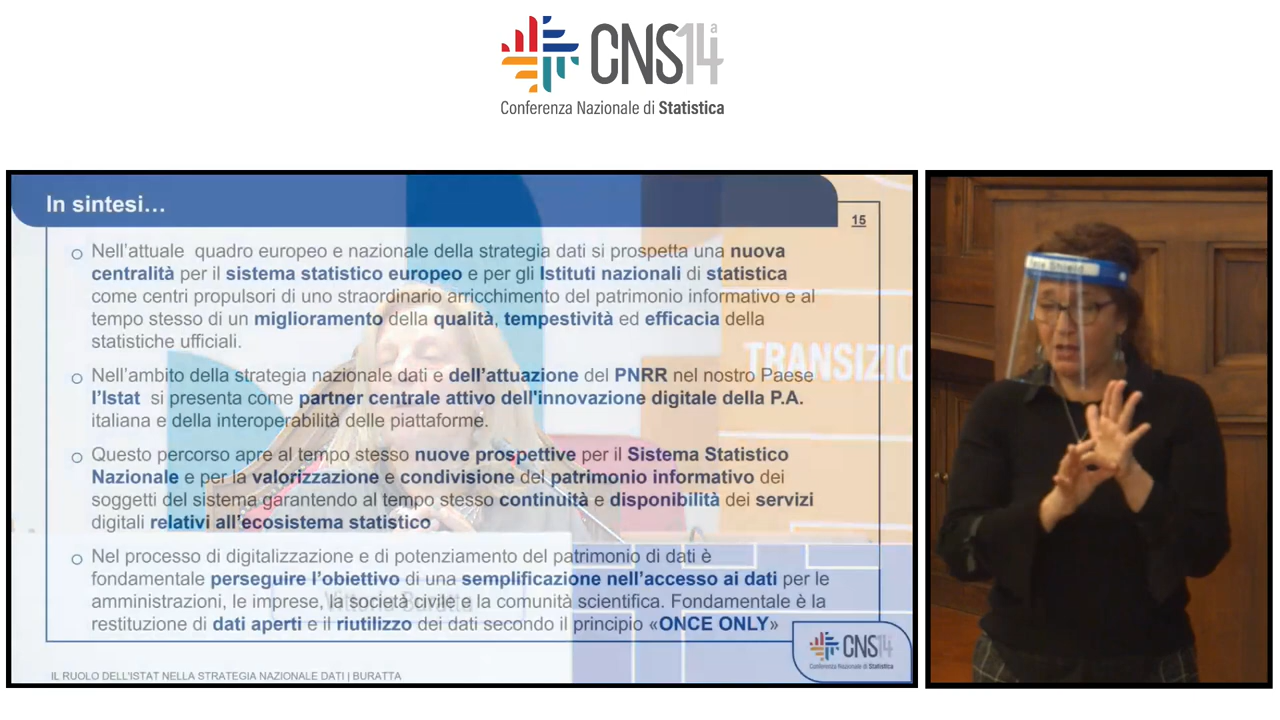 CNS14ª
Conferenza Nazionale di Statistica
In sintesi…
15
Nell'attuale quadro europeo e nazionale della strategia dati si prospetta una nuova
centralità per il sistema statistico europeo e per gli Istituti nazionali di statistica
come centri propulsori di uno straordinario arricchimento del patrimonio informativo e al
tempo stesso di un miglioramento della qualità, tempestività ed efficacia della
statistiche ufficiali.
TRANSIZIO
Nell'ambito della strategia nazionale dati e dell'attuazione del PNRR nel nostro Paese
l'Istat si presenta come partner centrale attivo dell'innovazione digitale della P.A.
italiana e della interoperabilità delle piattaforme.
Questo percorso apre al tempo stesso nuove prospettive per il Sistema Statistico
Nazionale e per la valorizzazione e condivisione del patrimonio informativo dei
soggetti del sistema garantendo al tempo stesso continuità e disponibilità dei servizi
digitali relativi all'ecosistema statistico
Nel processo di digitalizzazione e di potenziamento del patrimonio di dati è
fondamentale perseguire l'obiettivo di una semplificazione nell'accesso ai dati per le
amministrazioni, le imprese, la società civile e la comunità scientifica. Fondamentale è la
restituzione di dati aperti e il riutilizzo dei dati secondo il principio «ONCE ONLY»
Vittoria Buratta
CNS14
Conferenza Nazionale di Statistica
IL RUOLO DELL'ISTAT NELLA STRATEGIA NAZIONALE DATI | BURATTA
Face Shield